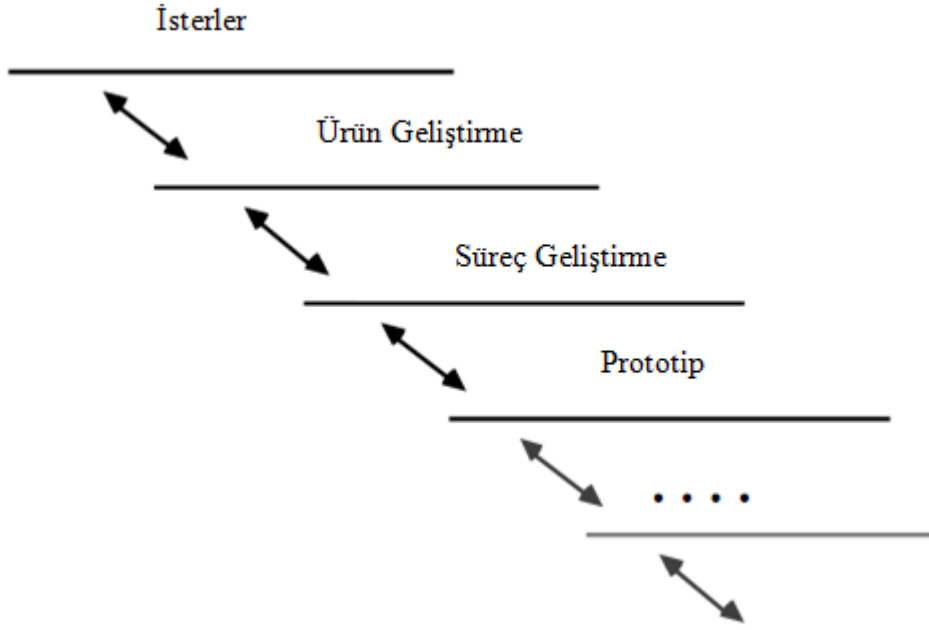 İsterler
Ürün Geliştirme
Süreç Geliştirme
Prototip
. . . .